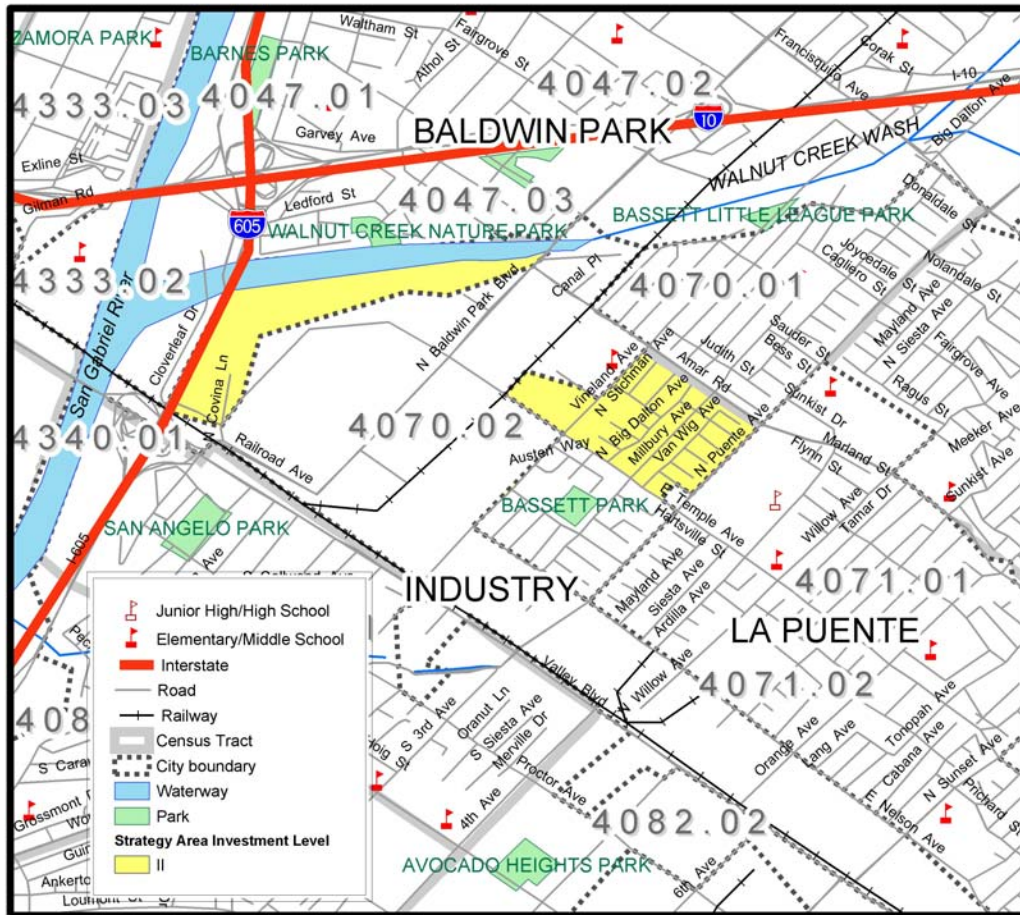 Waltham St
Fairgrove St
ZAMORA PARK
BARNES PARK
Athol St
Francisquito Ave
Corak St
I-10
4333.03
4047.01
4047.02
10
Big Dalton Ave
Garvey Ave
BALDWIN PARK
WALNUT CREEK WASH
Exline St
Gilman Rd
Ledford St
4047.03
Donaldale St
605
WALNUT CREEK NATURE PARK
BASSETT LITTLE LEAGUE PARK
Joycedale St
Cagliero St
Nolandale St
4333.02
San Gabriel River
Cloverleaf Dr
N Baldwin Park Blvd
Canal Pl
4070.01
Mayland Ave
N Siesta Ave
Fairgrove Ave
Sauder St
Bess St
Judith St
Amar Rd
Vineland Ave
N Stichman Ave
Sunkist Dr
Ragus St
Meeker Ave
Covina Ln
N Big Dalton Ave
Millbury Ave
Van Wig Ave
N Puente Ave
4340.01
4070.02
Austen Way
Marland St
Flynn St
Railroad Ave
Sunkist Ave
SAN ANGELO PARK
BASSETT PARK
E Temple Ave
Hartsville St
Willow Ave
Tamar Dr
I-605
Ave
Mayland Ave
Siesta Ave
Ardilla Ave
4071.01
INDUSTRY
LA PUENTE
Valley Blvd
N Willow Ave
4071.02
408
S 3rd Ave
Oranut Ln
S Siesta Ave
Merville Dr
Proctor Ave
Orange Ave
Lang Ave
Tonopah Ave
Cabana Ave
N Sunset Ave
Prichard St
E Nelson Ave
4th Ave
4082.02
6th Ave
AVOCADO HEIGHTS PARK
Junior High/High School
Elementary/Middle School
Interstate
Road
Railway
Census Tract
City boundary
Waterway
Park
Strategy Area Investment Level
II